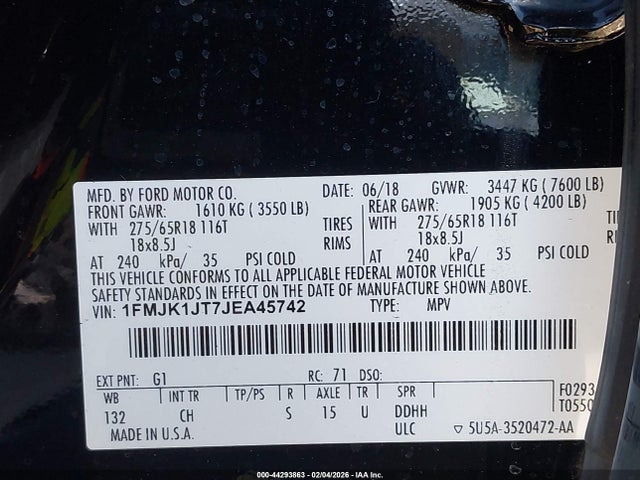 MFD. BY FORD MOTOR CO. DATE: 06/18 GVWR: 3447 KG ( 7600 LB)
FRONT GAWR: 1610 KG ( 3550 LB) REAR GAWR: 1905 KG ( 4200 LB)
WITH 275/65R18 116T TIRES WITH 275/65R18 116T TIRES
18x8.5J RIMS 18x8.5J RIMS
AT 240 kPa/ 35 PSI COLD AT 240 kPa/ 35 PSI COLD
THIS VEHICLE CONFORMS TO ALL APPLICABLE FEDERAL MOTOR VEHICLE
SAFETY STANDARDS IN EFFECT ON THE DATE OF MANUFACTURE SHOWN ABOVE.
VIN: 1FMJK1JT7JEA45742 TYPE: MPV
EXT PNT: G1 RC: 71 DSO: F0293
WB INT TR TP/PS R AXLE TR SPR T0550
132 CH S 15 U DDHH
MADE IN U.S.A. ULC ▽ 5U5A-3520472-AA
000-44293863 - 02/04/2026 - IAA Inc.